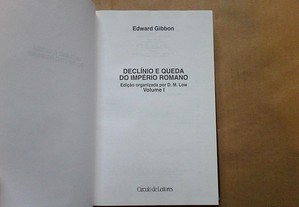 Edward Gibbon
DECLÍNIO E QUEDA
DO IMPÉRIO ROMANO
Edição organizada por D. M. Low
Volume I
Círculo de Leitores